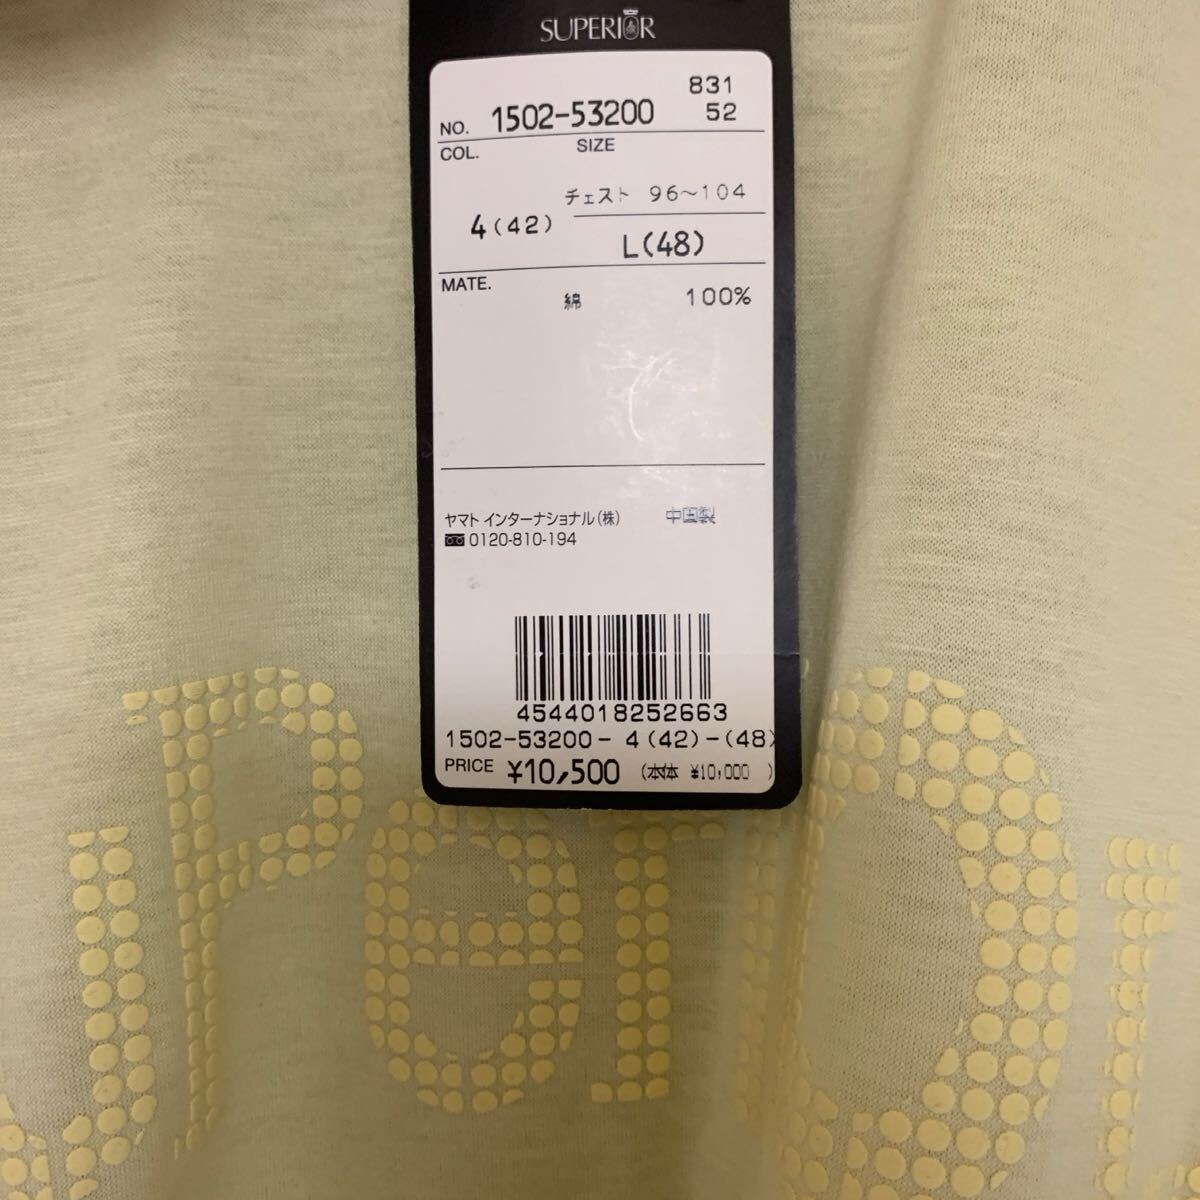 SUPERIOR
831
NO. 1502-53200 52
COL. SIZE
チェスト 96~104
4(42)
L(48)
MATE.
綿 100%
ヤマト インターナショナル(株) 中国製
0120-810-194
4544018252663
1502-53200- 4(42)-(48)
PRICE ¥10,500 (本体 ¥10,000 )